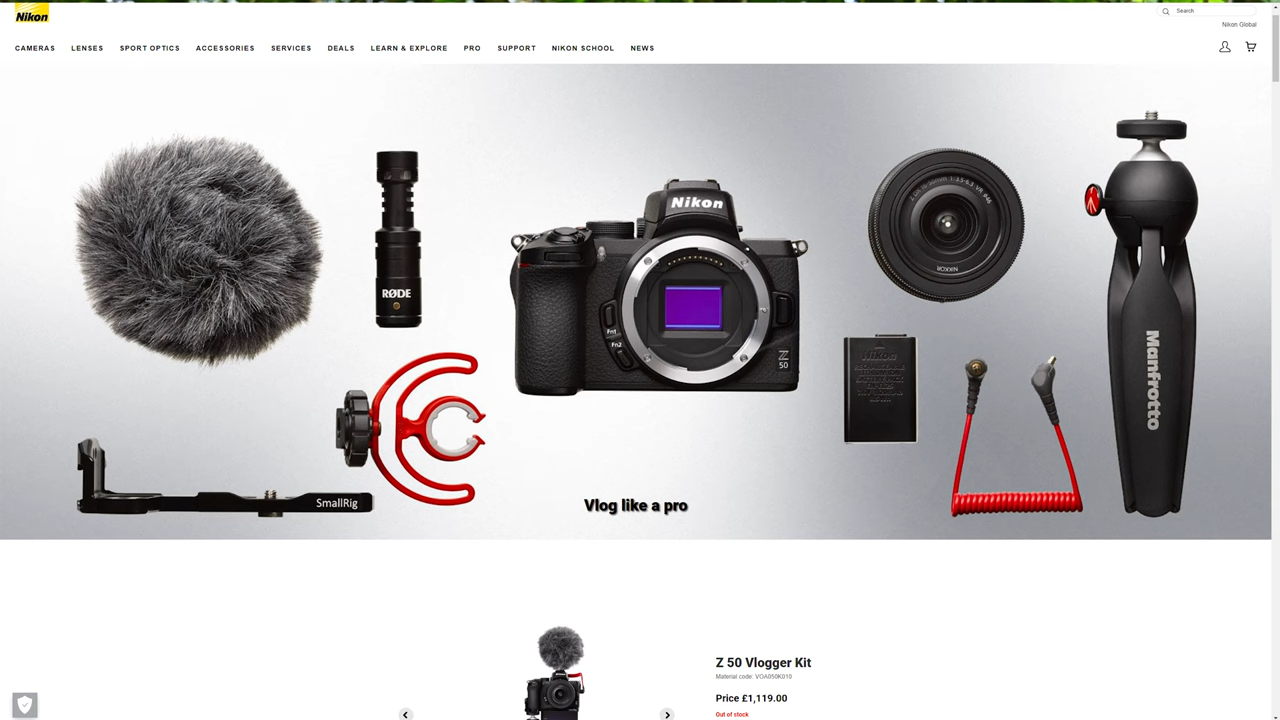 Nikon
Search
Nikon Global
CAMERAS LENSES SPORT OPTICS ACCESSORIES SERVICES DEALS LEARN & EXPLORE PRO SUPPORT NIKON SCHOOL NEWS
Nikon
RØDE
Fn1
Fn2
Z
50
NIKKOR
Nikon
Manfrotto
SmallRig
Vlog like a pro
Z 50 Vlogger Kit
Material code: VOA050K010
Price £1,119.00
Out of stock